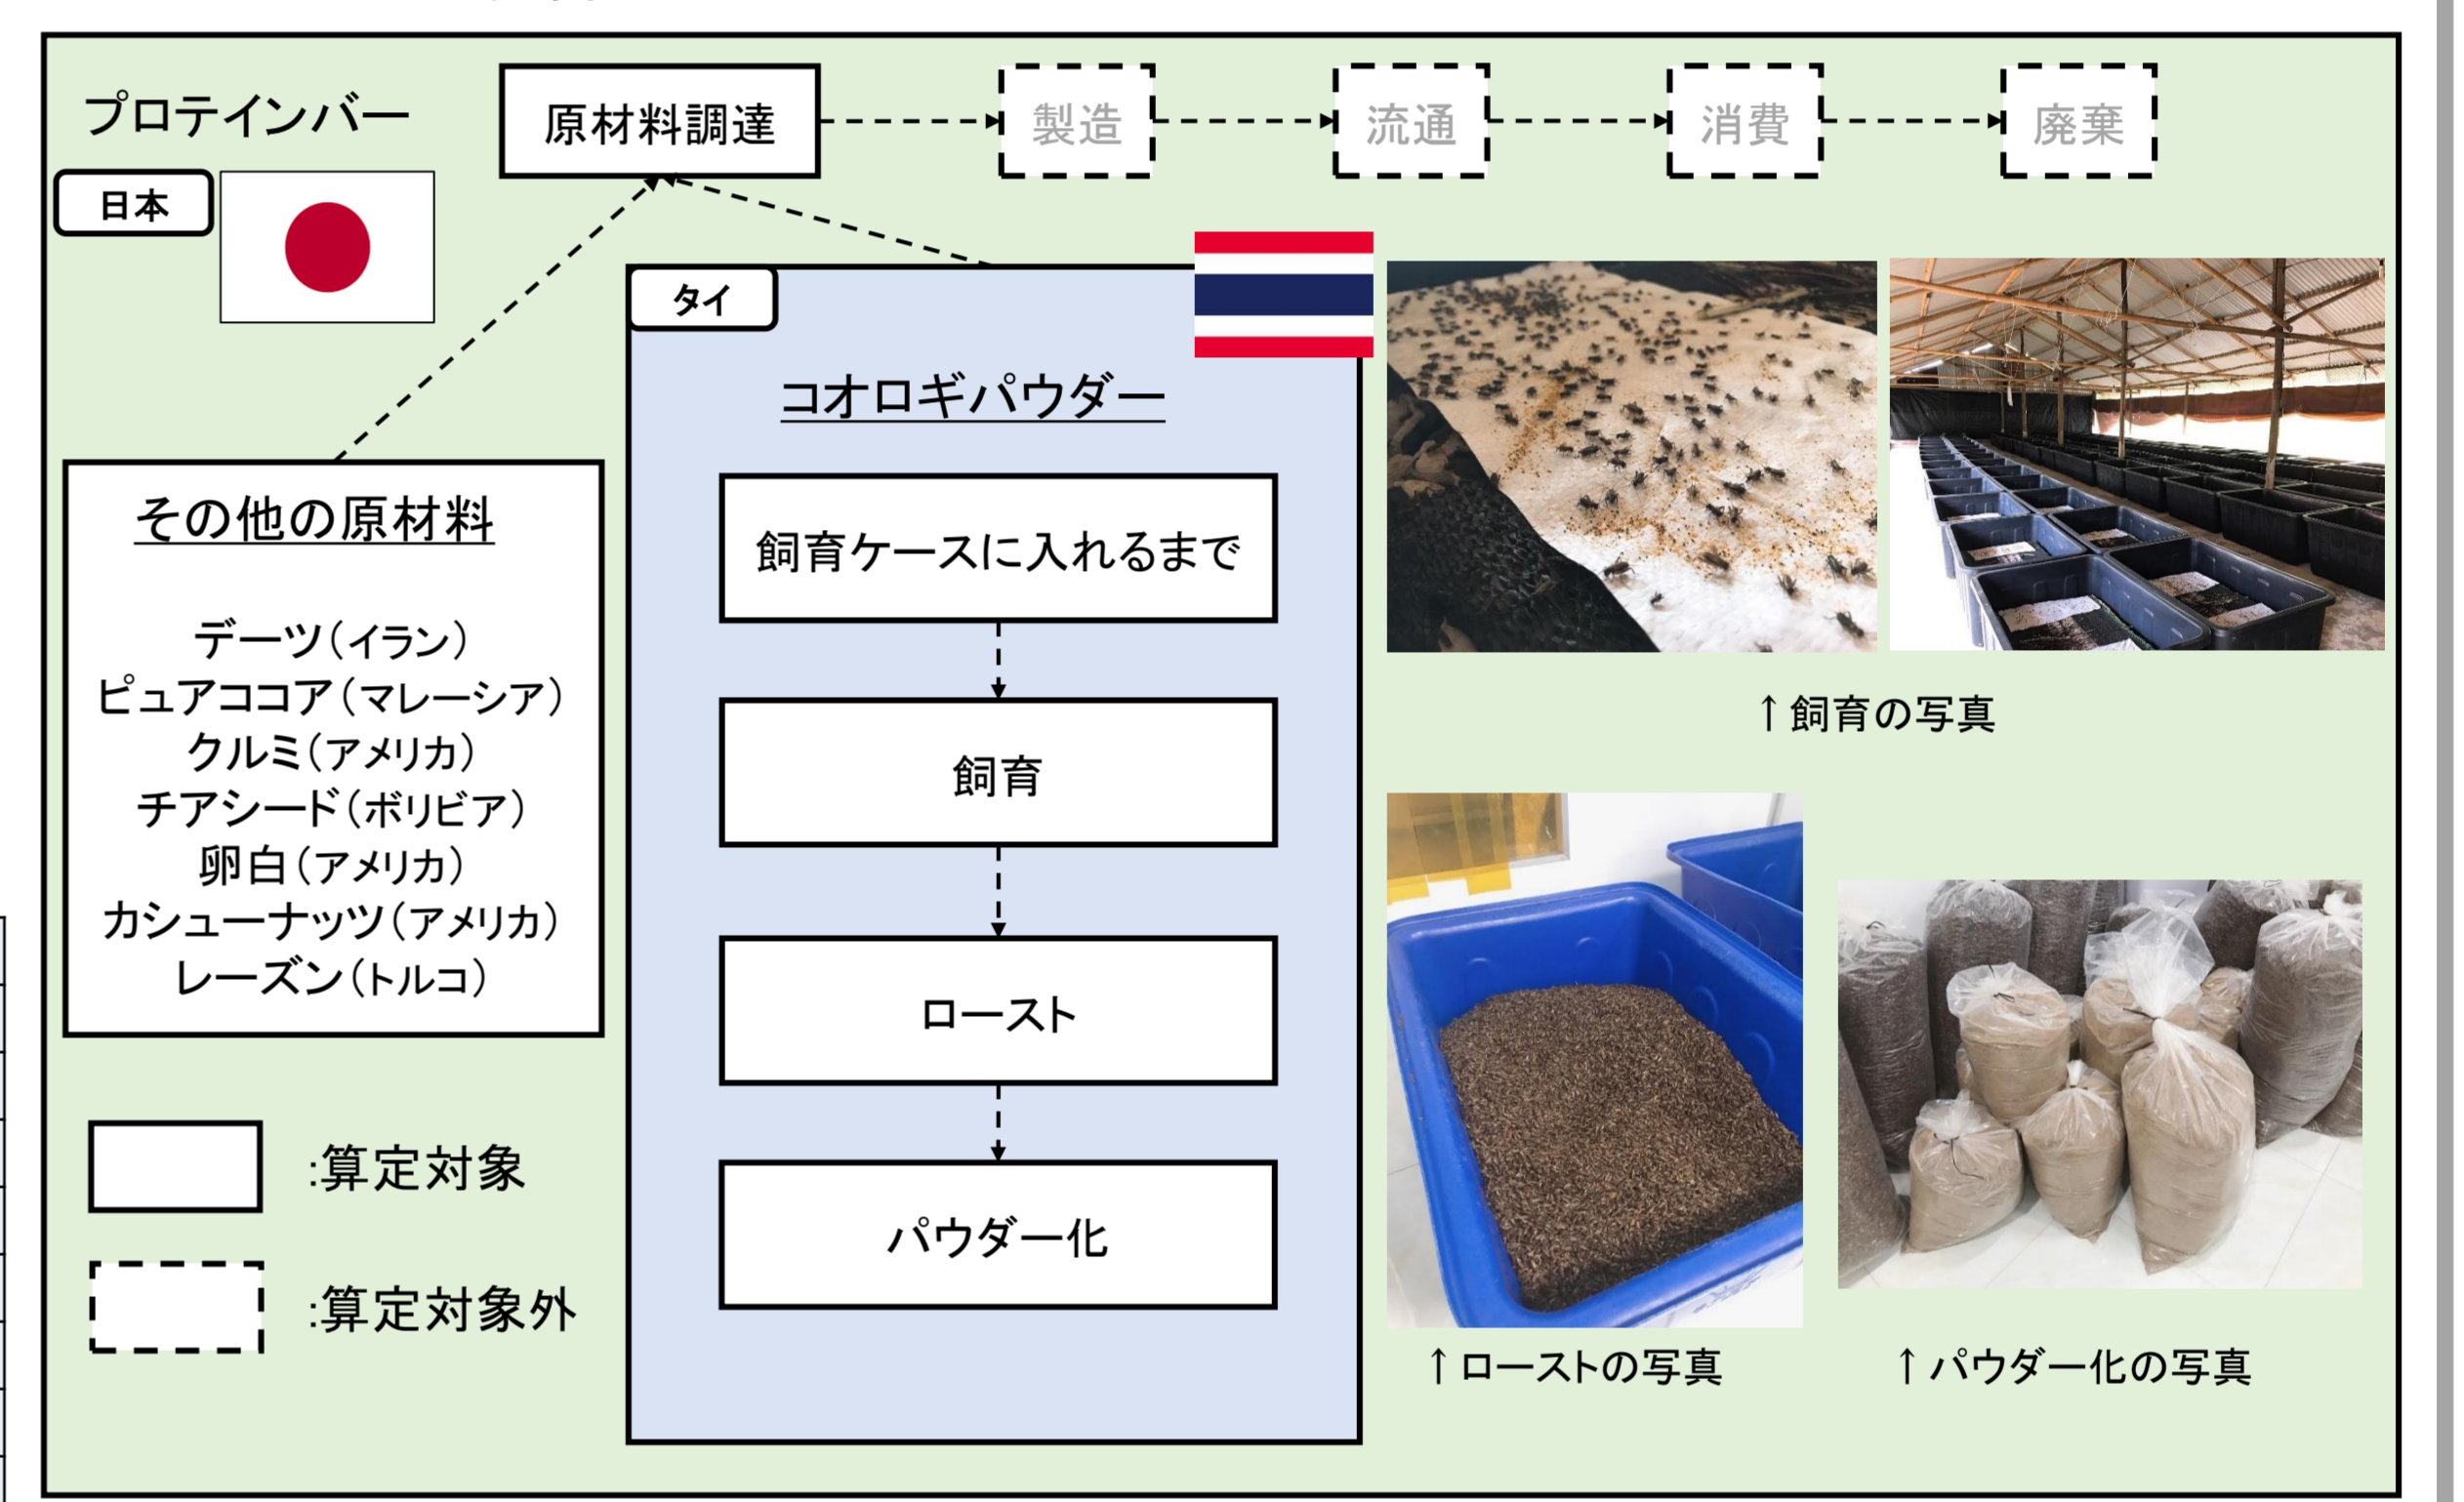 プロテインバー
原材料調達
製造
流通
消費
廃棄
日本
タイ
コオロギパウダー
飼育ケースに入れるまで
飼育
ロースト
パウダー化
その他の原材料
デーツ(イラン)
ピュアココア(マレーシア)
クルミ(アメリカ)
チアシード(ボリビア)
卵白(アメリカ)
カシューナッツ(アメリカ)
レーズン(トルコ)
:算定対象
:算定対象外
↑飼育の写真
↑ローストの写真
↑パウダー化の写真